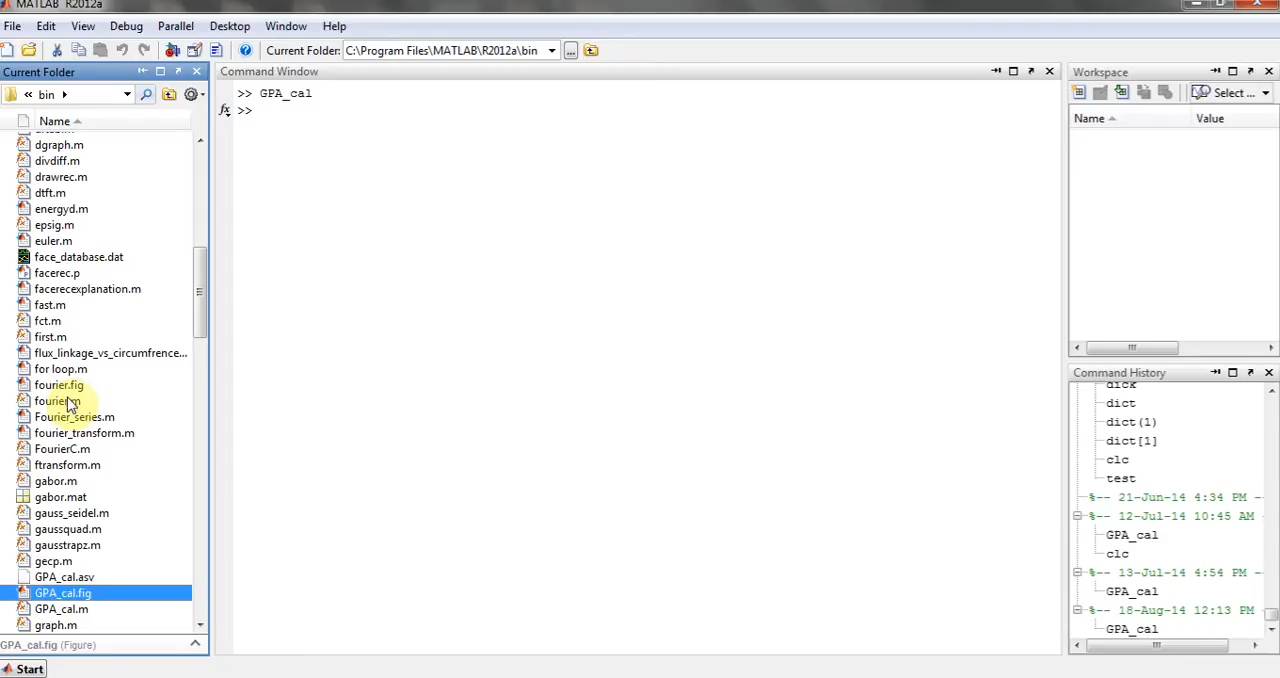 MATLAB R2012a
File Edit View Debug Parallel Desktop Window Help
Current Folder: C:\Program Files\MATLAB\R2012a\bin
Current Folder
« bin
Name
dgraph.m
divdiff.m
drawrec.m
dtft.m
energyd.m
epsig.m
euler.m
face_database.dat
facerec.p
facerecexplanation.m
fast.m
fct.m
first.m
flux_linkage_vs_circumfrence...
for loop.m
fourier.fig
fourier.m
Fourier_series.m
fourier_transform.m
FourierC.m
ftransform.m
gabor.m
gabor.mat
gauss_seidel.m
gaussquad.m
gausstrapz.m
gecp.m
GPA_cal.asv
GPA_cal.fig
GPA_cal.m
graph.m
GPA_cal.fig (Figure)
Start
Command Window
>> GPA_cal
fx >>
Workspace
Select ...
Name Value
Command History
dick
dict
dict(1)
dict[1]
clc
test
%-- 21-Jun-14 4:34 PM --
%-- 12-Jul-14 10:45 AM
GPA_cal
clc
%-- 13-Jul-14 4:54 PM --
GPA_cal
%-- 18-Aug-14 12:13 PM
GPA_cal